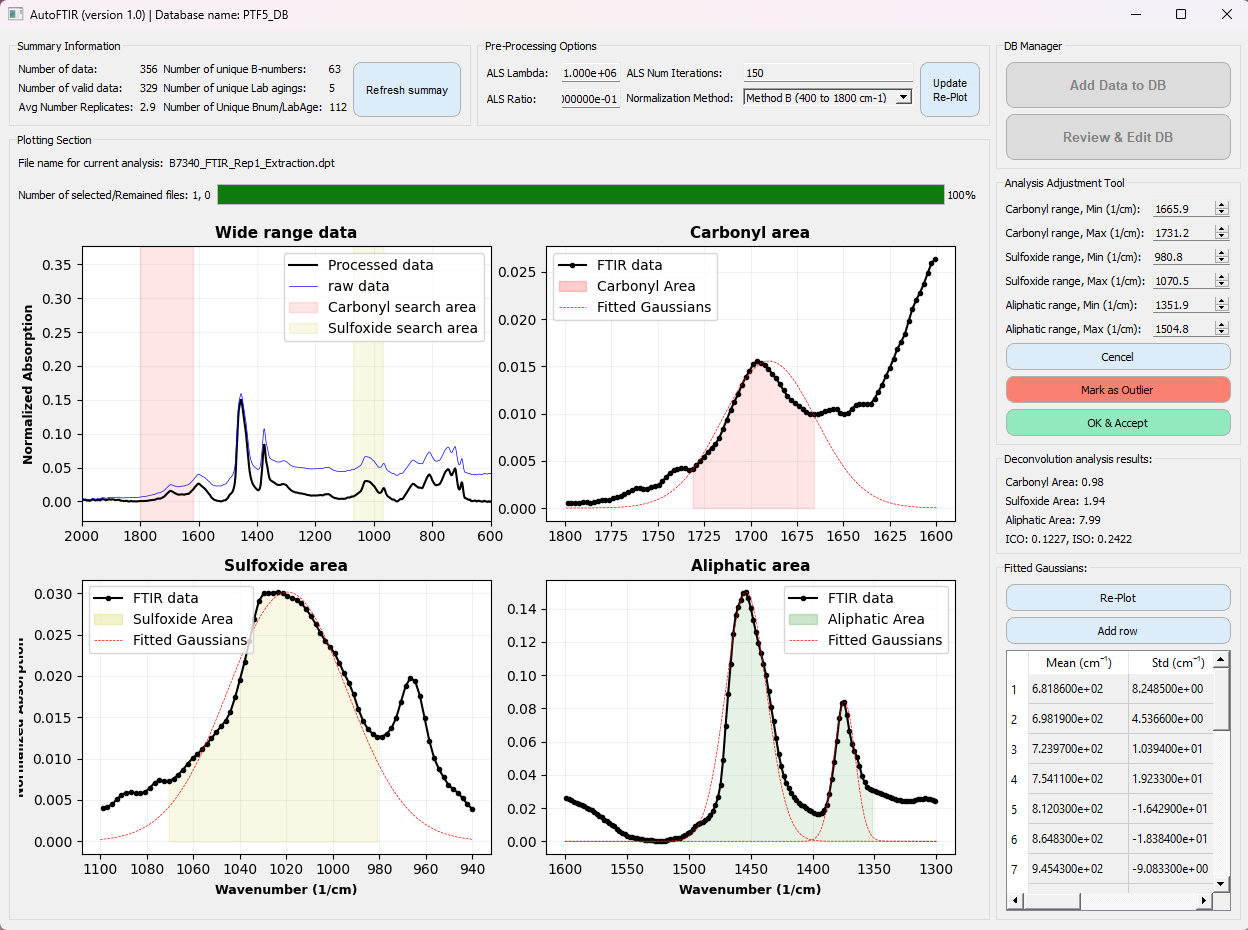 AutoFTIR (version 1.0) | Database name: PTF5_DB
Summary Information
Number of data: 356 Number of unique B-numbers: 63
Number of valid data: 329 Number of unique Lab agings: 5
Avg Number Replicates: 2.9 Number of Unique Bnum/LabAge: 112
Refresh summay
Pre-Processing Options
ALS Lambda: 1.000e+06 ALS Num Iterations: 150
ALS Ratio: )00000e-01 Normalization Method: Method B (400 to 1800 cm-1)
Update
Re-Plot
DB Manager
Add Data to DB
Review & Edit DB
Plotting Section
File name for current analysis: B7340_FTIR_Rep1_Extraction.dpt
Number of selected/Remained files: 1, 0
100%
Wide range data
Normalized Absorption
0.35
0.30
0.25
0.20
0.15
0.10
0.05
0.00
Processed data
raw data
Carbonyl search area
Sulfoxide search area
2000 1800 1600 1400 1200 1000 800 600
Carbonyl area
0.025
0.020
0.015
0.010
0.005
0.000
FTIR data
Carbonyl Area
Fitted Gaussians
1800 1775 1750 1725 1700 1675 1650 1625 1600
Sulfoxide area
Normalized Absorption
0.030
0.025
0.020
0.015
0.010
0.005
0.000
FTIR data
Sulfoxide Area
Fitted Gaussians
1100 1080 1060 1040 1020 1000 980 960 940
Wavenumber (1/cm)
Aliphatic area
0.14
0.12
0.10
0.08
0.06
0.04
0.02
0.00
FTIR data
Aliphatic Area
Fitted Gaussians
1600 1550 1500 1450 1400 1350 1300
Wavenumber (1/cm)
Analysis Adjustment Tool
Carbonyl range, Min (1/cm): 1665.9
Carbonyl range, Max (1/cm): 1731.2
Sulfoxide range, Min (1/cm): 980.8
Sulfoxide range, Max (1/cm): 1070.5
Aliphatic range, Min (1/cm): 1351.9
Aliphatic range, Max (1/cm): 1504.8
Cencel
Mark as Outlier
OK & Accept
Deconvolution analysis results:
Carbonyl Area: 0.98
Sulfoxide Area: 1.94
Aliphatic Area: 7.99
ICO: 0.1227, ISO: 0.2422
Fitted Gaussians:
Re-Plot
Add row
Mean (cm⁻¹) Std (cm⁻¹)
1 6.818600e+02 8.248500e+00
2 6.981900e+02 4.536600e+00
3 7.239700e+02 1.039400e+01
4 7.541100e+02 1.923300e+01
5 8.120300e+02 -1.642900e+01
6 8.648300e+02 -1.838400e+01
7 9.454300e+02 -9.083300e+00